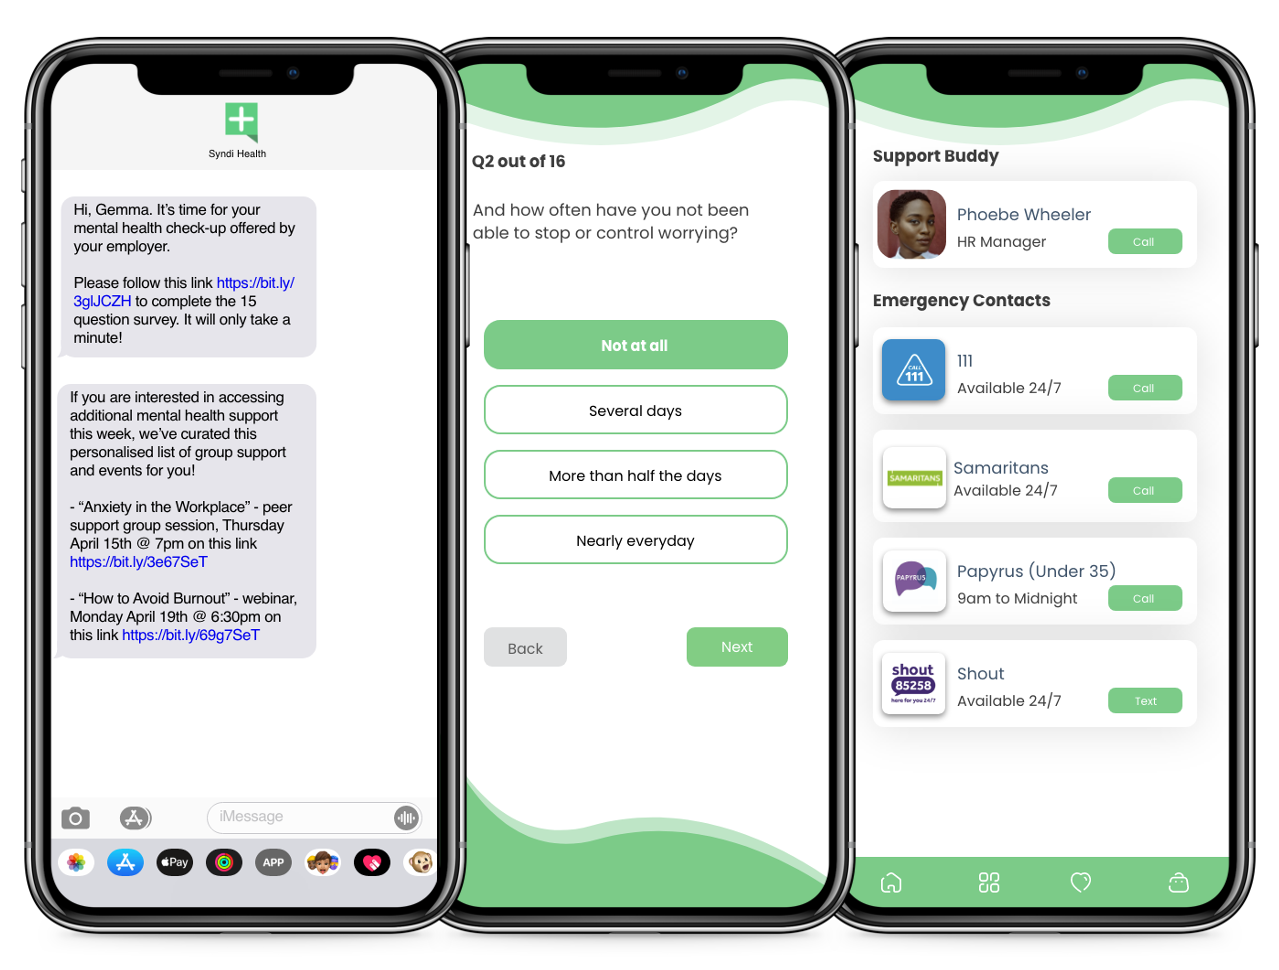 Syndi Health
Hi, Gemma. It's time for your
mental health check-up offered by
your employer.
Please follow this link https://bit.ly/
3glJCZH to complete the 15
question survey. It will only take a
minute!
If you are interested in accessing
additional mental health support
this week, we've curated this
personalised list of group support
and events for you!
- “Anxiety in the Workplace” - peer
support group session, Thursday
April 15th @ 7pm on this link
https://bit.ly/3e67SeT
- “How to Avoid Burnout” - webinar,
Monday April 19th @ 6:30pm on
this link https://bit.ly/69g7SeT
iMessage
Pay
APP
Q2 out of 16
And how often have you not been
able to stop or control worrying?
Not at all
Several days
More than half the days
Nearly everyday
Back
Next
Support Buddy
Phoebe Wheeler
HR Manager
Call
Emergency Contacts
CALL
111
111
Available 24/7
Call
SAMARITANS
Samaritans
Available 24/7
Call
PAPYRUS
Papyrus (Under 35)
9am to Midnight
Call
shout
85258
here for you 24/7
Shout
Available 24/7
Text